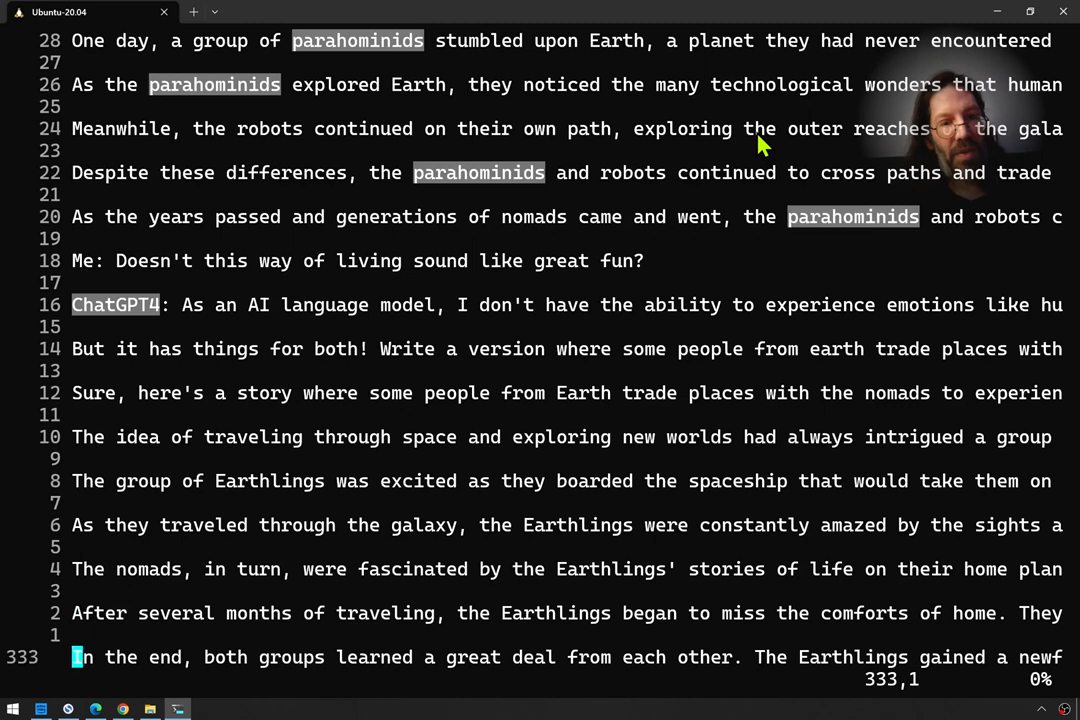 Ubuntu-20.04
28 One day, a group of parahominids stumbled upon Earth, a planet they had never encountered
27
26 As the parahominids explored Earth, they noticed the many technological wonders that human
25
24 Meanwhile, the robots continued on their own path, exploring the outer reaches the gala
23
22 Despite these differences, the parahominids and robots continued to cross paths and trade
21
20 As the years passed and generations of nomads came and went, the parahominids and robots c
19
18 Me: Doesn't this way of living sound like great fun?
17
16 ChatGPT4: As an AI language model, I don't have the ability to experience emotions like hu
15
14 But it has things for both! Write a version where some people from earth trade places with
13
12 Sure, here's a story where some people from Earth trade places with the nomads to experien
11
10 The idea of traveling through space and exploring new worlds had always intrigued a group
9
8 The group of Earthlings was excited as they boarded the spaceship that would take them on
7
6 As they traveled through the galaxy, the Earthlings were constantly amazed by the sights a
5
4 The nomads, in turn, were fascinated by the Earthlings' stories of life on their home plan
3
2 After several months of traveling, the Earthlings began to miss the comforts of home. They
1
333 In the end, both groups learned a great deal from each other. The Earthlings gained a newf
333,1 0%